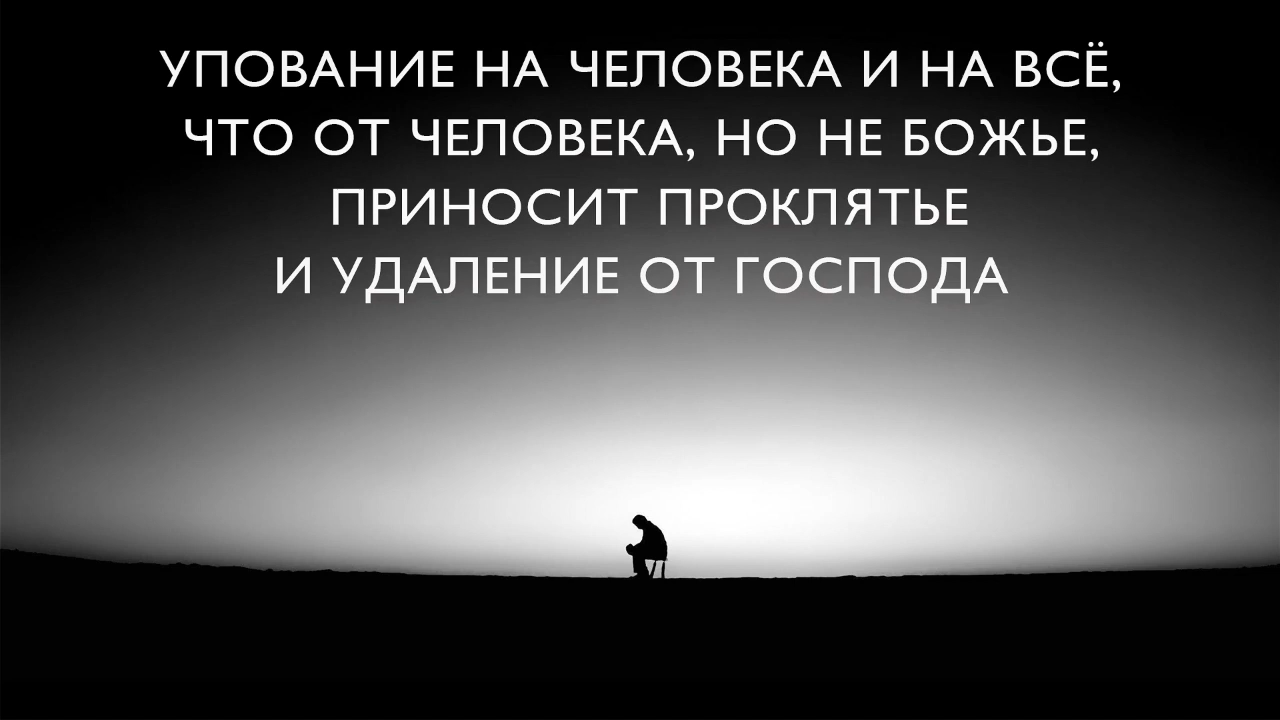 УПОВАНИЕ НА ЧЕЛОВЕКА И НА ВСЁ,
ЧТО ОТ ЧЕЛОВЕКА, НО НЕ БОЖЬЕ,
ПРИНОСИТ ПРОКЛЯТЬЕ
И УДАЛЕНИЕ ОТ ГОСПОДА